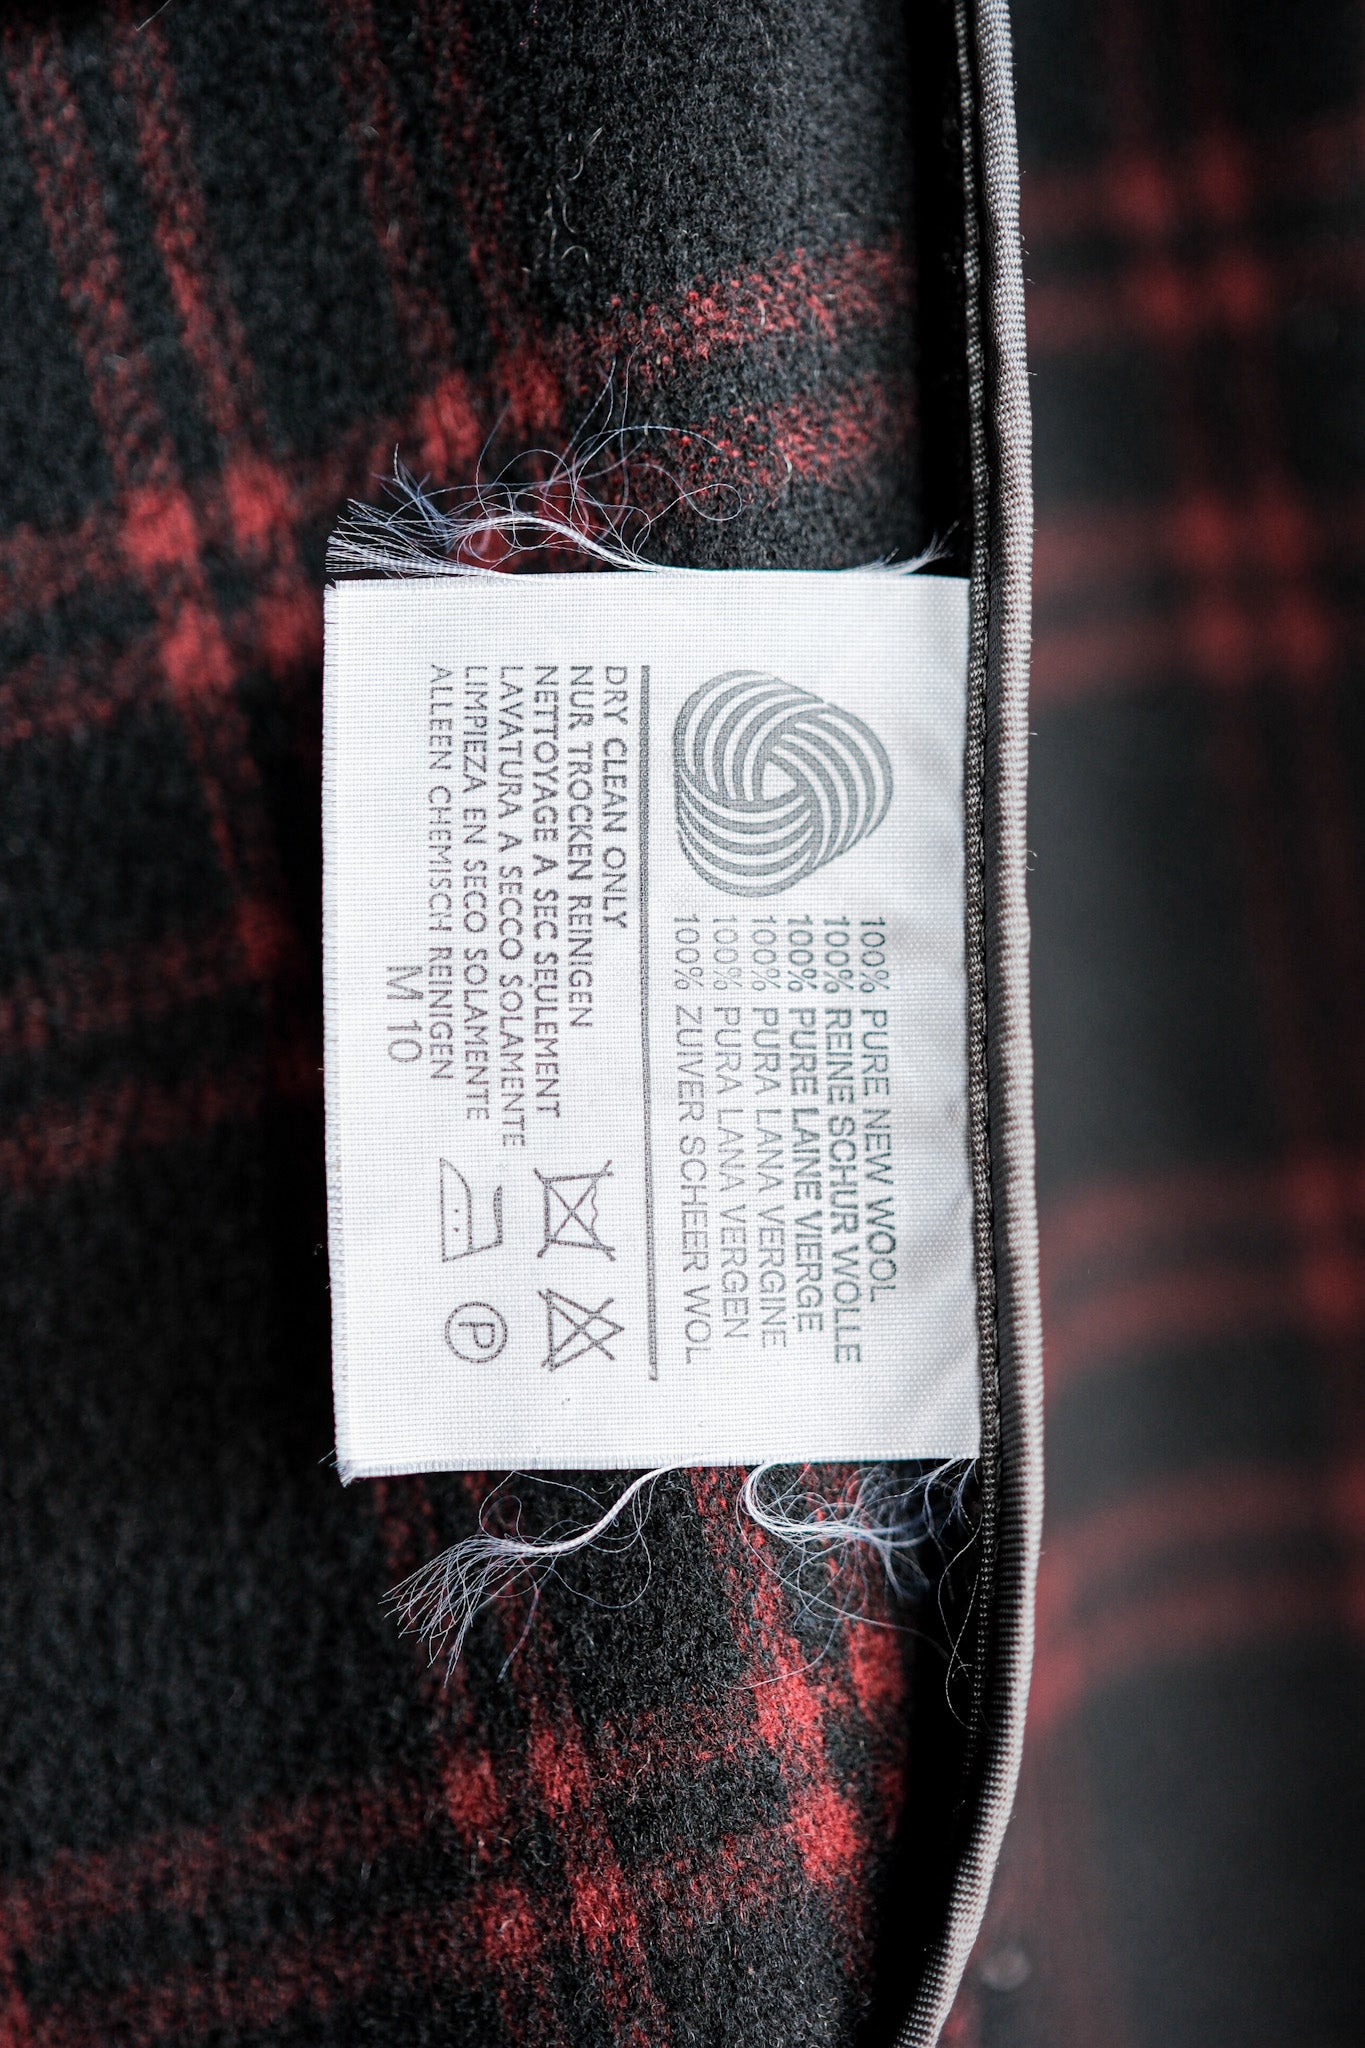 100% PURE NEW WOOL
100% REINE SCHUR WOLLE
100% PURE LAINE VIERGE
100% PURA LANA VERGINE
100% PURA LANA VERGEN
100% ZUIVER SCHEER WOL
DRY CLEAN ONLY
NUR TROCKEN REINIGEN
NETTOYAGE A SEC SEULEMENT
LAVATURA A SECCO SOLAMENTE
LIMPIEZA EN SECO SOLAMENTE
ALLEEN CHEMISCH REINIGEN
M 10
P